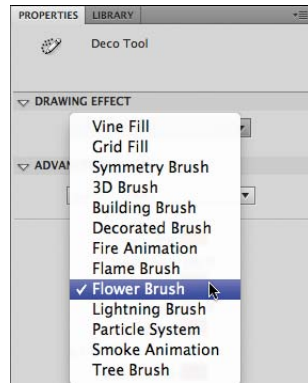 PROPERTIES LIBRARY
Deco Tool
DRAWING EFFECT
Vine Fill
Grid Fill
Symmetry Brush
ADVA
3D Brush
Building Brush
Decorated Brush
Fire Animation
Flame Brush
✓ Flower Brush
Lightning Brush
Particle System
Smoke Animation
Tree Brush